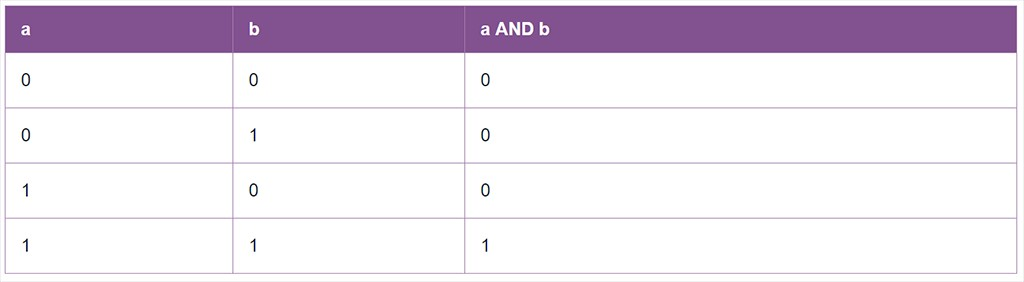 a b a AND b
0 0 0
0 1 0
1 0 0
1 1 1